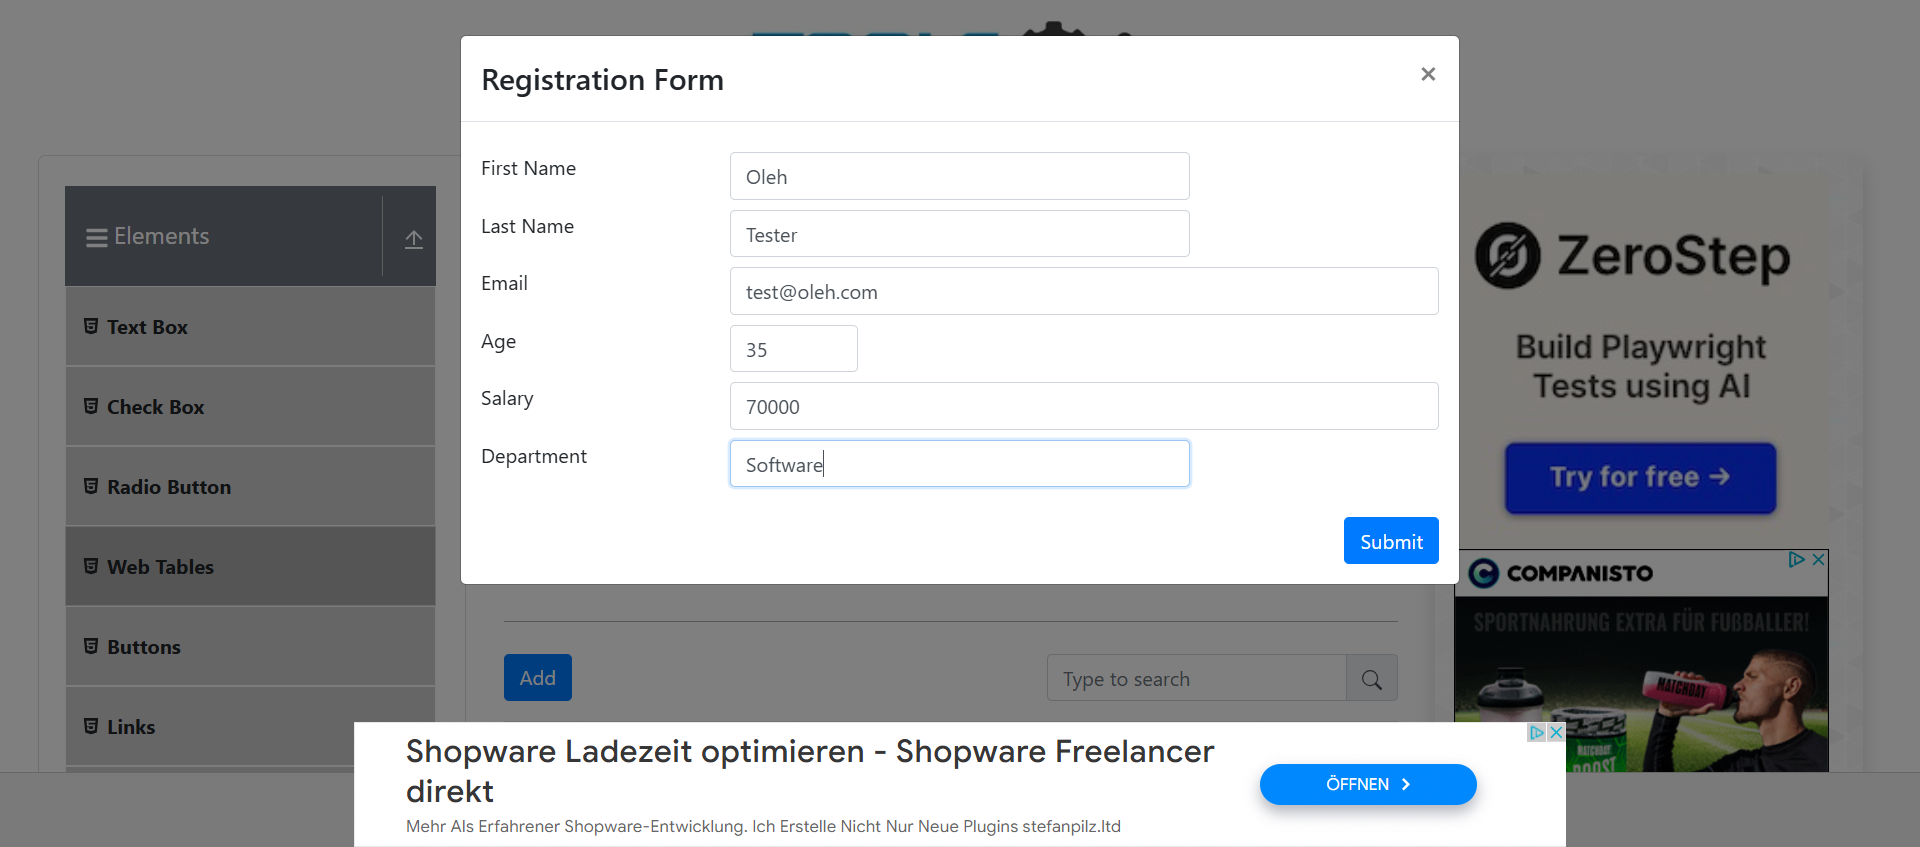 Registration Form
×
First Name
Oleh
Last Name
Tester
Email
test@oleh.com
Age
35
Salary
70000
Department
Software
Submit
Elements
Text Box
Check Box
Radio Button
Web Tables
Buttons
Links
Add
Type to search
ZeroStep
Build Playwright
Tests using AI
Try for free →
COMPANISTO
SPORTNAHRUNG EXTRA FÜR FUßBALLER!
MATCHDAY
MATCHDAY
BOOST
Shopware Ladezeit optimieren - Shopware Freelancer
direkt
Mehr Als Erfahrener Shopware-Entwicklung. Ich Erstelle Nicht Nur Neue Plugins stefanpilz.ltd
ÖFFNEN